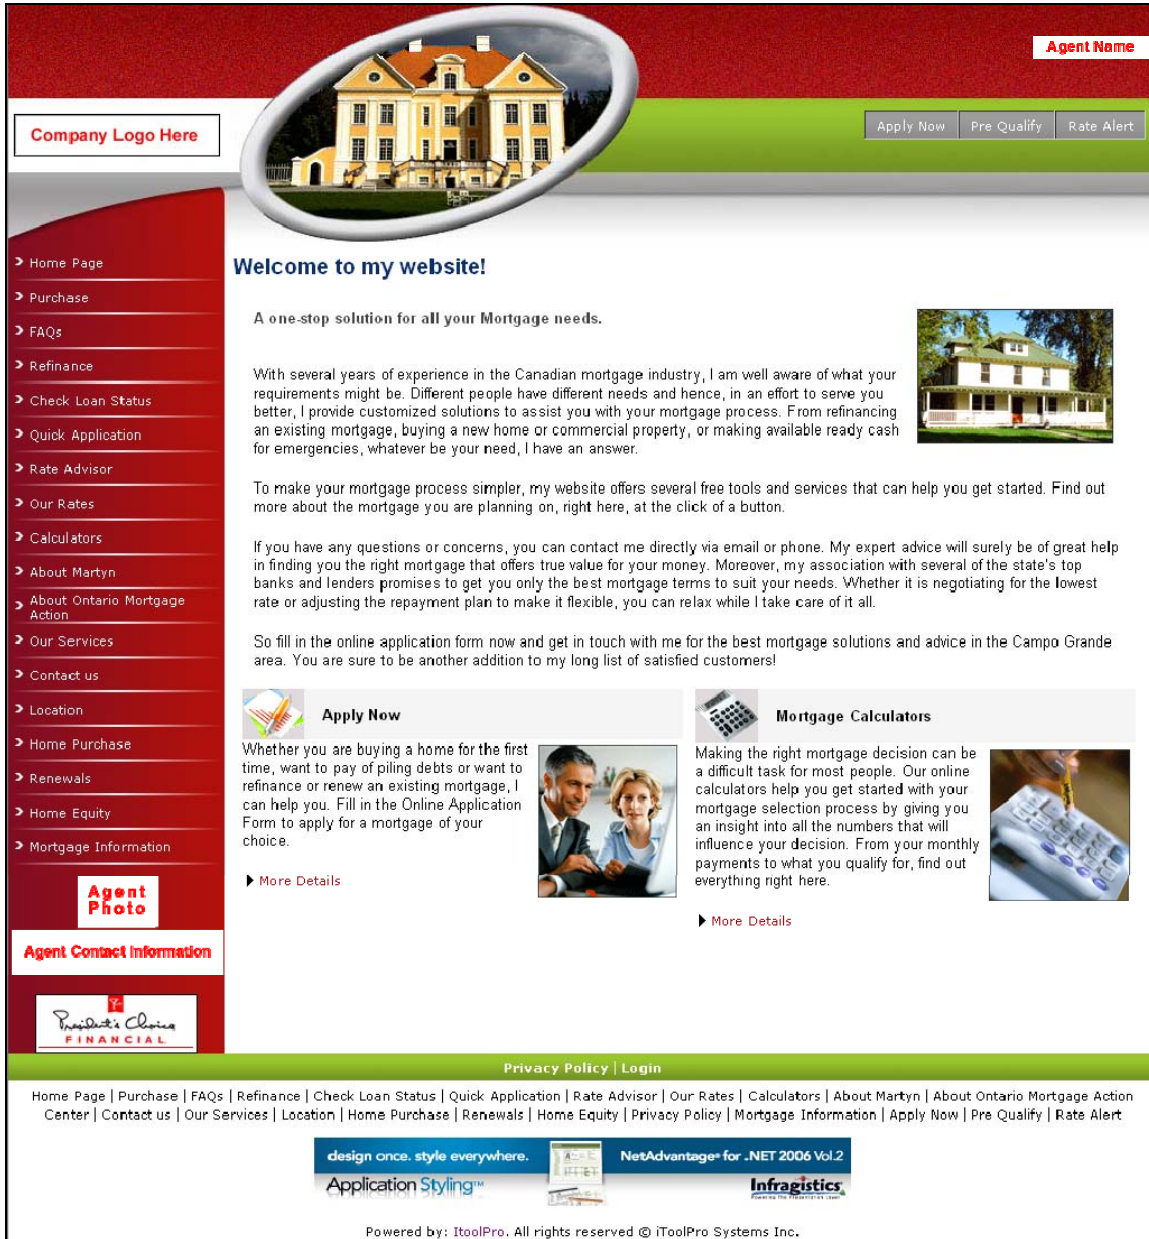 Agent Name
Company Logo Here
Apply Now
Pre Qualify
Rate Alert
Home Page
Purchase
FAQs
Refinance
Check Loan Status
Quick Application
Rate Advisor
Our Rates
Calculators
About Martyn
About Ontario Mortgage
Action
Our Services
Contact us
Location
Home Purchase
Renewals
Home Equity
Mortgage Information
Agent
Photo
Agent Contact Information
President's Choice
FINANCIAL
Welcome to my website!
A one-stop solution for all your Mortgage needs.
With several years of experience in the Canadian mortgage industry, I am well aware of what your
requirements might be. Different people have different needs and hence, in an effort to serve you
better, I provide customized solutions to assist you with your mortgage process. From refinancing
an existing mortgage, buying a new home or commercial property, or making available ready cash
for emergencies, whatever be your need, I have an answer.
To make your mortgage process simpler, my website offers several free tools and services that can help you get started. Find out
more about the mortgage you are planning on, right here, at the click of a button.
If you have any questions or concerns, you can contact me directly via email or phone. My expert advice will surely be of great help
in finding you the right mortgage that offers true value for your money. Moreover, my association with several of the state's top
banks and lenders promises to get you only the best mortgage terms to suit your needs. Whether it is negotiating for the lowest
rate or adjusting the repayment plan to make it flexible, you can relax while I take care of it all.
So fill in the online application form now and get in touch with me for the best mortgage solutions and advice in the Campo Grande
area. You are sure to be another addition to my long list of satisfied customers!
Apply Now
Whether you are buying a home for the first
time, want to pay of piling debts or want to
refinance or renew an existing mortgage, I
can help you. Fill in the Online Application
Form to apply for a mortgage of your
choice.
More Details
Mortgage Calculators
Making the right mortgage decision can be
a difficult task for most people. Our online
calculators help you get started with your
mortgage selection process by giving you
an insight into all the numbers that will
influence your decision. From your monthly
payments to what you qualify for, find out
everything right here.
More Details
Privacy Policy | Login
Home Page | Purchase | FAQs | Refinance | Check Loan Status | Quick Application | Rate Advisor | Our Rates | Calculators | About Martyn | About Ontario Mortgage Action
Center | Contact us | Our Services | Location | Home Purchase | Renewals | Home Equity | Privacy Policy | Mortgage Information | Apply Now | Pre Qualify | Rate Alert
design once. style everywhere.
Application Styling™
NetAdvantage® for .NET 2006 Vol.2
Infragistics
Powering The Presentation Layer
Powered by: ItoolPro. All rights reserved © iToolPro Systems Inc.